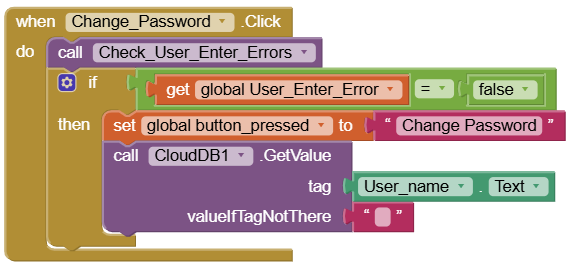 when Change_Password .Click
do call Check_User_Enter_Errors
if get global User_Enter_Error = false
then set global button_pressed to " Change Password "
call CloudDB1 .GetValue
tag User_name . Text
valueIfTagNotThere " "